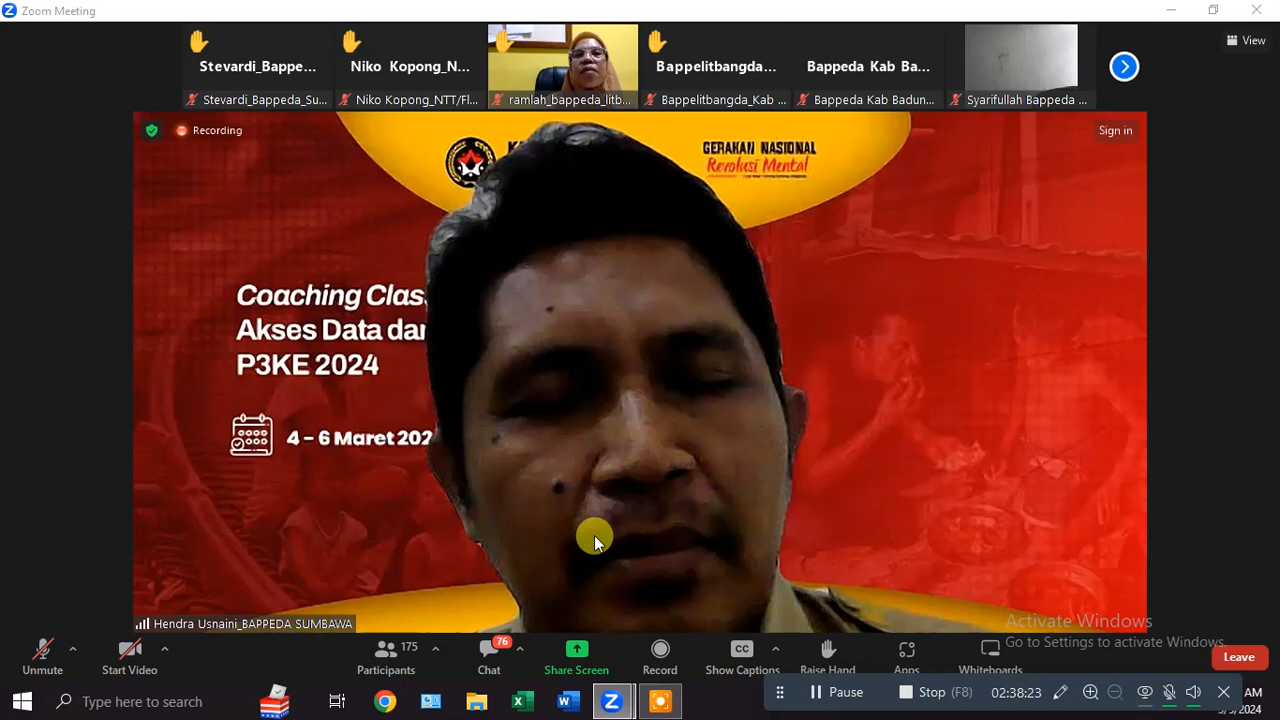 Zoom Meeting
View
Stevardi_Bappe...
Niko Kopong_N...
Bappelitbangda...
Bappeda Kab Ba...
Stevardi_Bappeda_Su...
Niko Kopong_NTT/Fl...
ramlah_bappeda_litb...
Bappelitbangda_Kab ...
Bappeda Kab Badun...
Syarifullah Bappeda ...
Recording
Sign in
GERAKAN NASIONAL
Revolusi Mental
Coaching Clas
Akses Data dan
P3KE 2024
4 – 6 Maret 202
Hendra Usnaini_BAPPEDA SUMBAWA
Activate Windows
Go to Settings to activate Windows.
175
76
CC
Unmute
Start Video
Participants
Chat
Share Screen
Record
Show Captions
Raise Hand
Apps
Whiteboards
Leave
Type here to search
Pause
Stop (F8)
02:38:23
AM